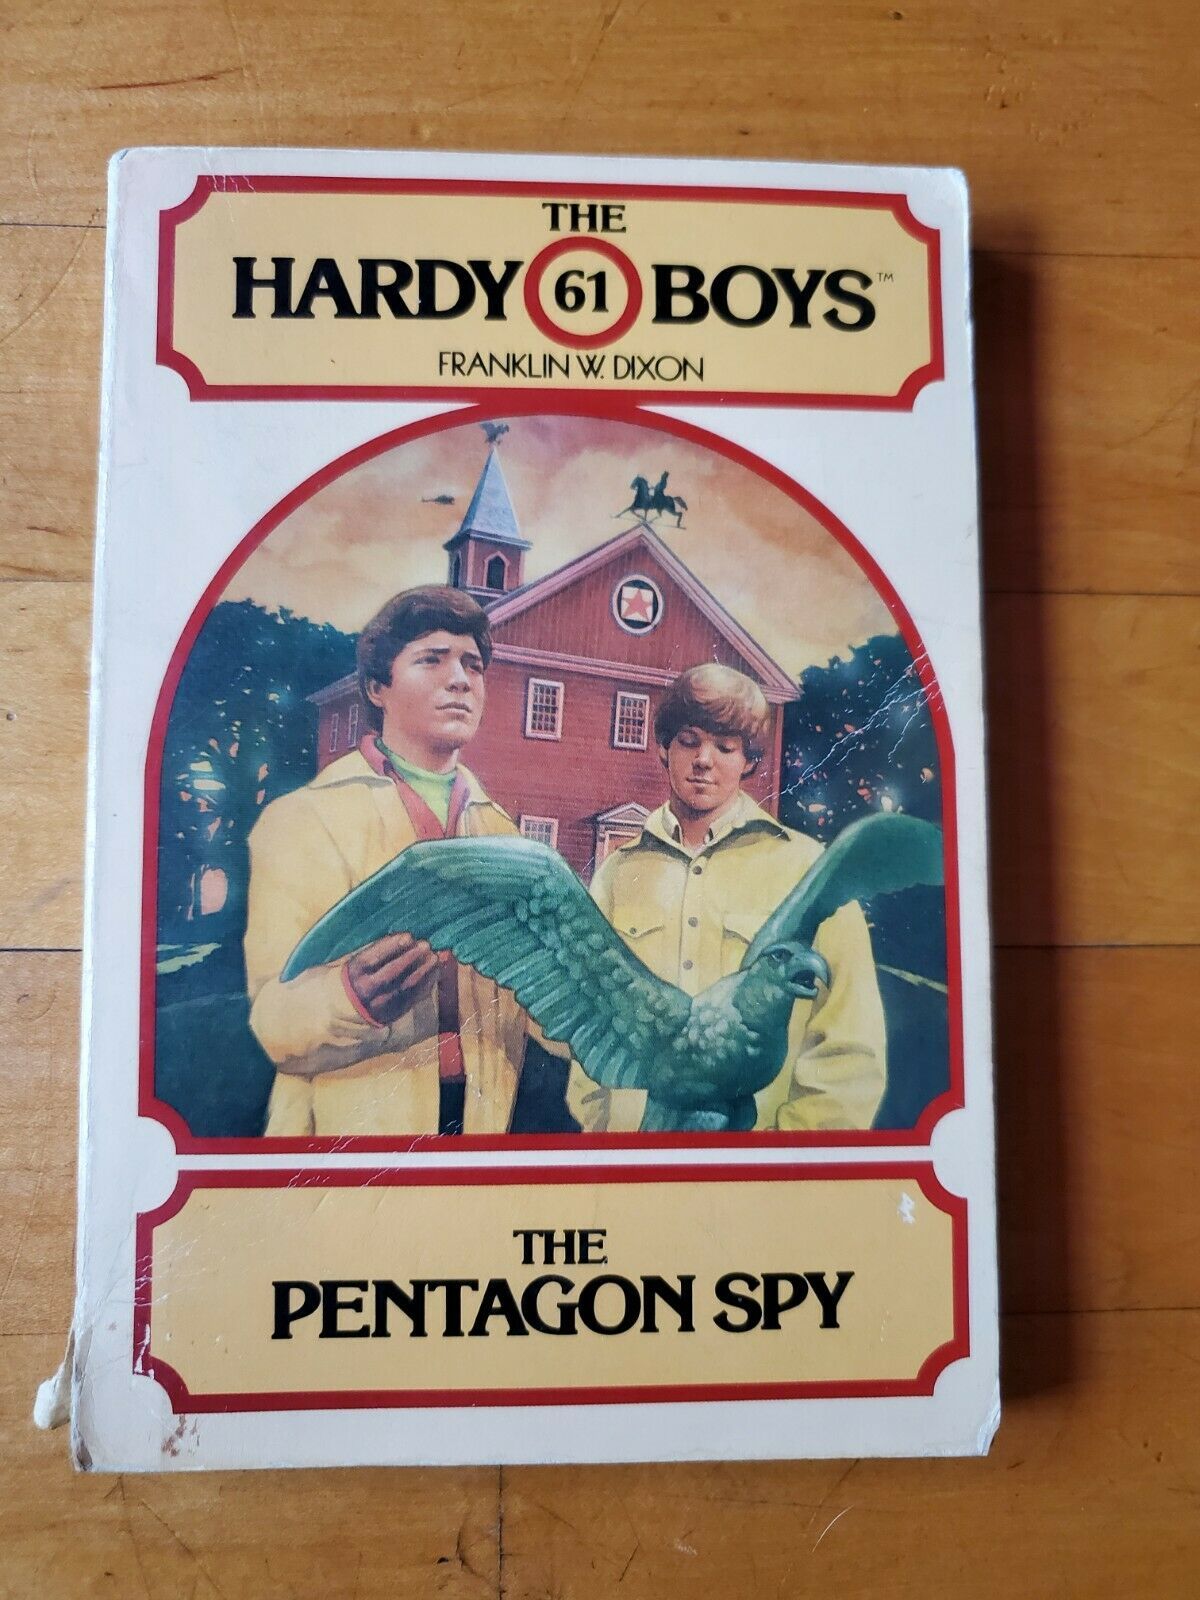 THE
HARDY 61 BOYS™
FRANKLIN W. DIXON
THE
PENTAGON SPY